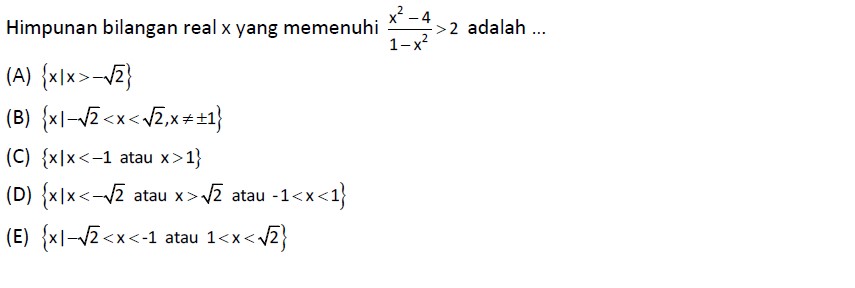 Himpunan bilangan real x yang memenuhi (x² – 4)/(1 – x²) > 2 adalah ...
(A) {x|x>–√2}
(B) {x|–√2<x<√2,x≠±1}
(C) {x|x<–1 atau x>1}
(D) {x|x<–√2 atau x>√2 atau -1<x<1}
(E) {x|–√2<x<-1 atau 1<x<√2}